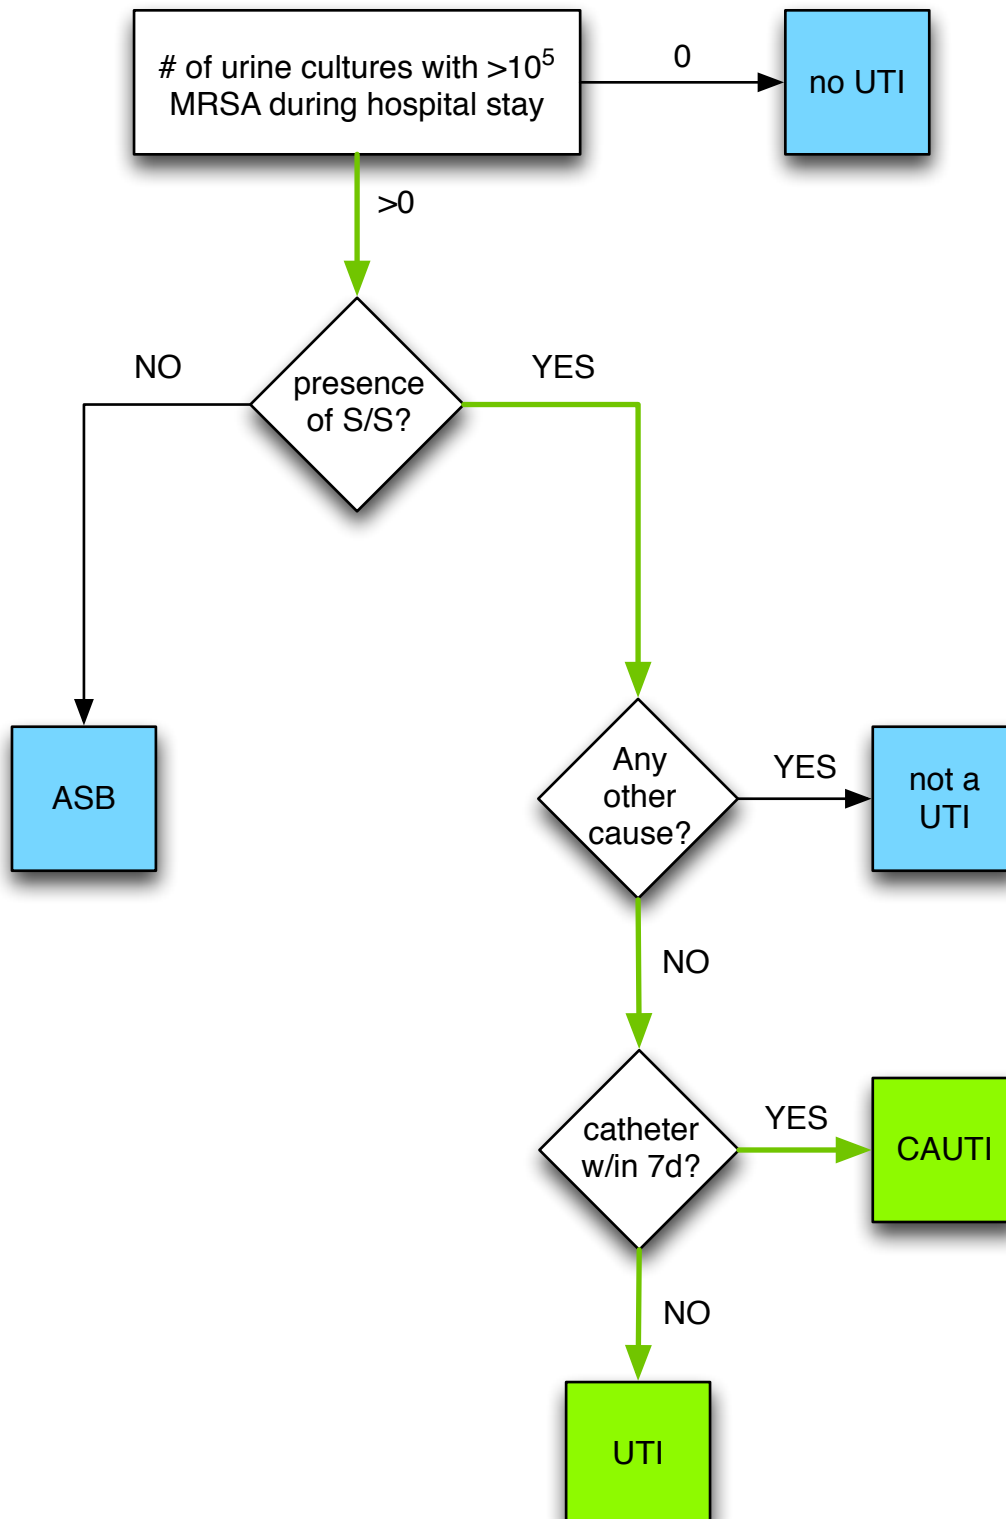 # of urine cultures with >10⁵
MRSA during hospital stay
0
no UTI
>0
NO
YES
presence
of S/S?
Any
other
cause?
YES
not a
UTI
ASB
NO
catheter
w/in 7d?
YES
CAUTI
NO
UTI